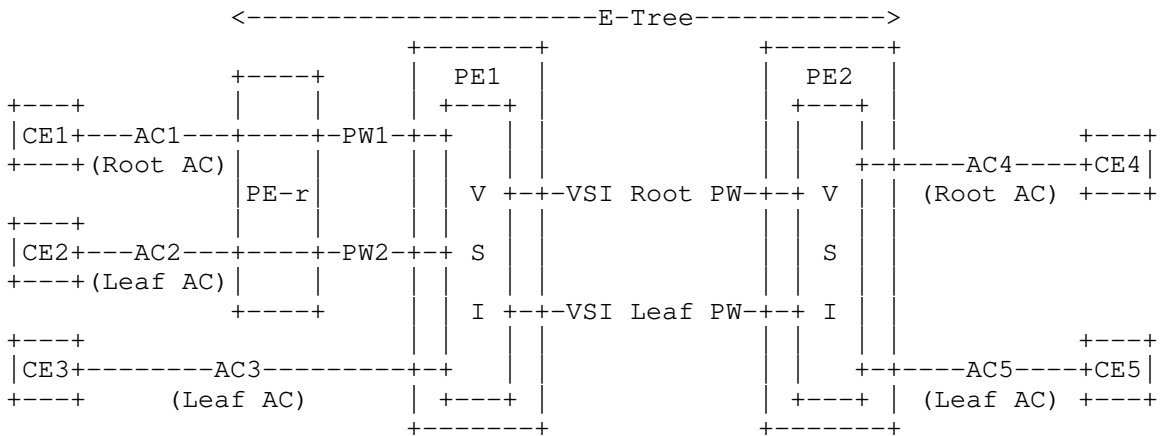 <----------------------E-Tree------------>
PE1 PE2
CE1 AC1 PW1
(Root AC) AC4 CE4
PE-r V VSI Root PW V (Root AC)
CE2 AC2 PW2 S S
(Leaf AC)
I VSI Leaf PW I
CE3 AC3 AC5 CE5
(Leaf AC) (Leaf AC)